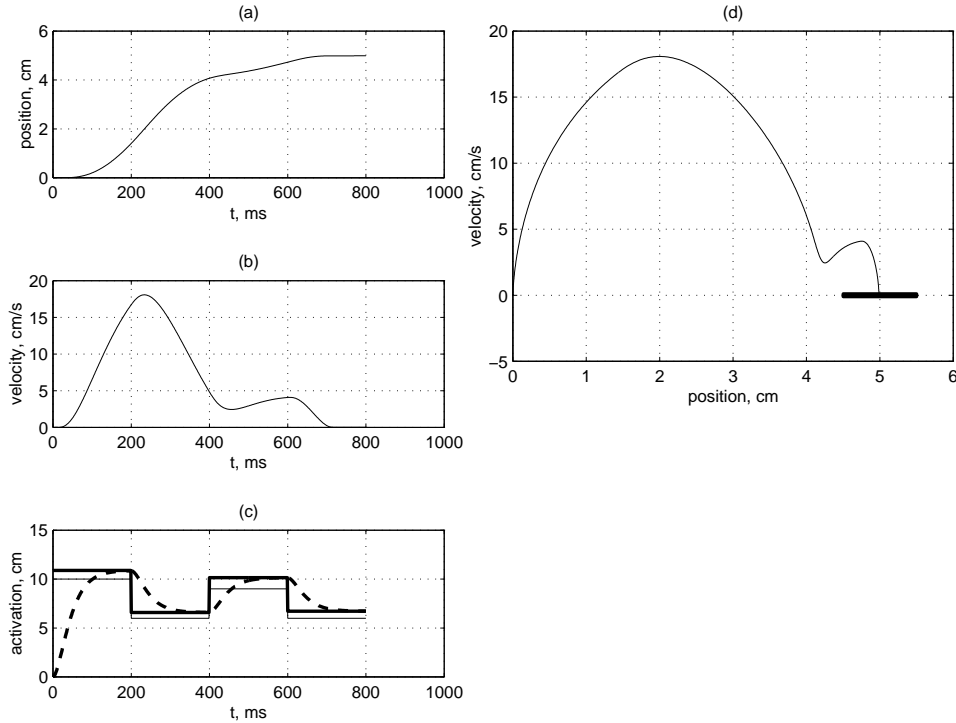 (a)
6
4
2
0
position, cm
0 200 400 600 800 1000
t, ms
(b)
20
15
10
5
0
velocity, cm/s
0 200 400 600 800 1000
t, ms
(c)
15
10
5
0
activation, cm
0 200 400 600 800 1000
t, ms
(d)
20
15
10
5
0
−5
velocity, cm/s
0 1 2 3 4 5 6
position, cm